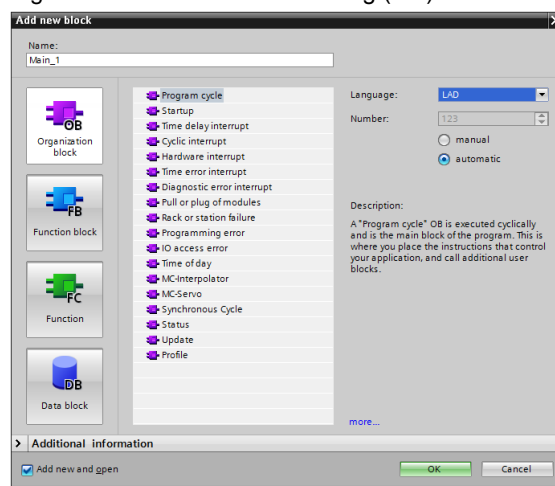 Add new block
Name:
Main_1
OB
Organization
block
FB
Function block
FC
Function
DB
Data block
Program cycle
Startup
Time delay interrupt
Cyclic interrupt
Hardware interrupt
Time error interrupt
Diagnostic error interrupt
Pull or plug of modules
Rack or station failure
Programming error
IO access error
Time of day
MC-Interpolator
MC-Servo
Synchronous Cycle
Status
Update
Profile
Language:
LAD
Number:
123
manual
automatic
Description:
A "Program cycle" OB is executed cyclically
and is the main block of the program. This is
where you place the instructions that control
your application, and call additional user
blocks.
more...
Additional information
Add new and open
OK
Cancel